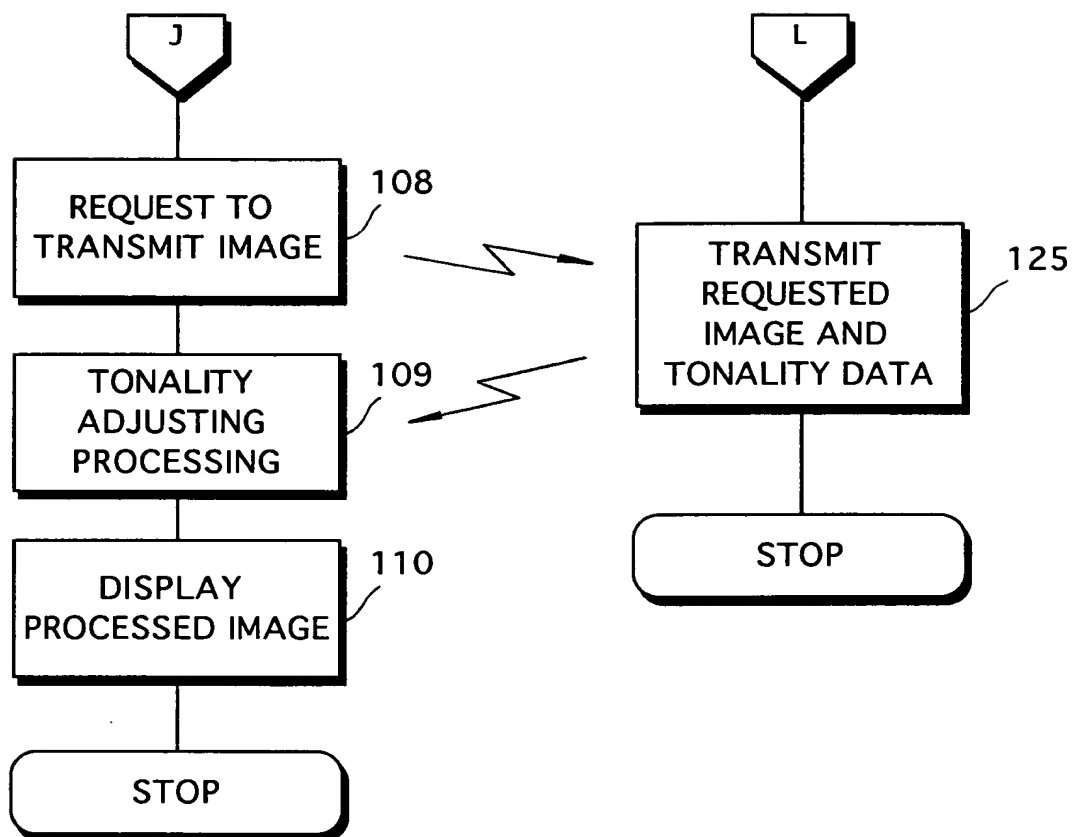 J
REQUEST TO
TRANSMIT IMAGE
108
TONALITY
ADJUSTING
PROCESSING
109
DISPLAY
PROCESSED IMAGE
110
STOP
L
TRANSMIT
REQUESTED
IMAGE AND
TONALITY DATA
125
STOP